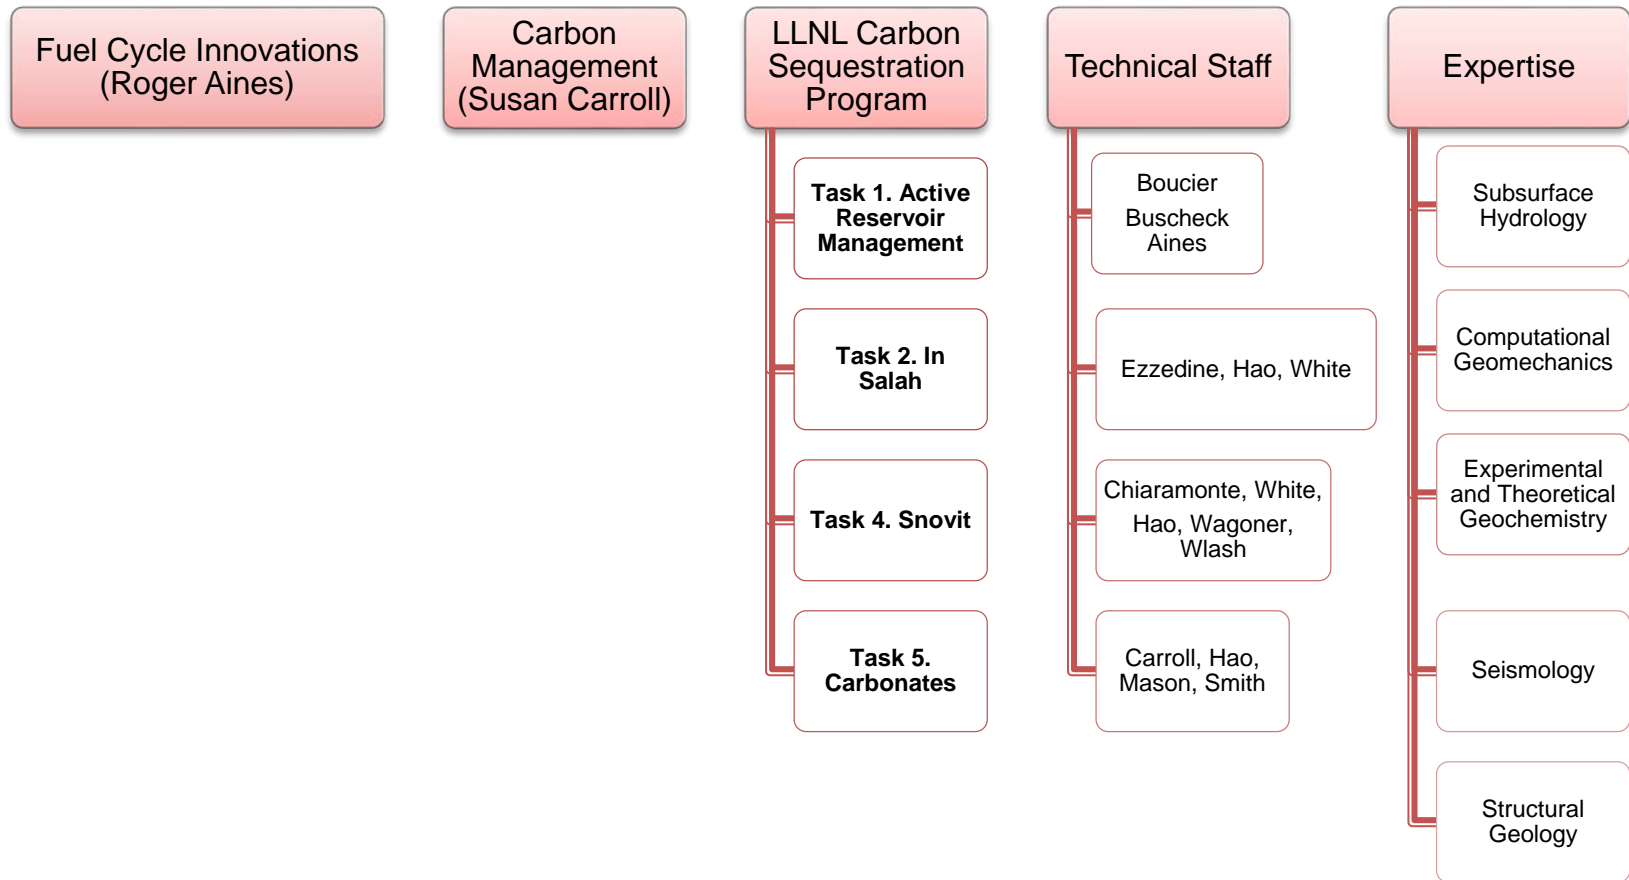 Fuel Cycle Innovations
(Roger Aines)
Carbon
Management
(Susan Carroll)
LLNL Carbon
Sequestration
Program
Task 1. Active
Reservoir
Management
Task 2. In
Salah
Task 4. Snovit
Task 5.
Carbonates
Technical Staff
Boucier
Buscheck
Aines
Ezzedine, Hao, White
Chiaramonte, White,
Hao, Wagoner,
Wlash
Carroll, Hao,
Mason, Smith
Expertise
Subsurface
Hydrology
Computational
Geomechanics
Experimental
and Theoretical
Geochemistry
Seismology
Structural
Geology